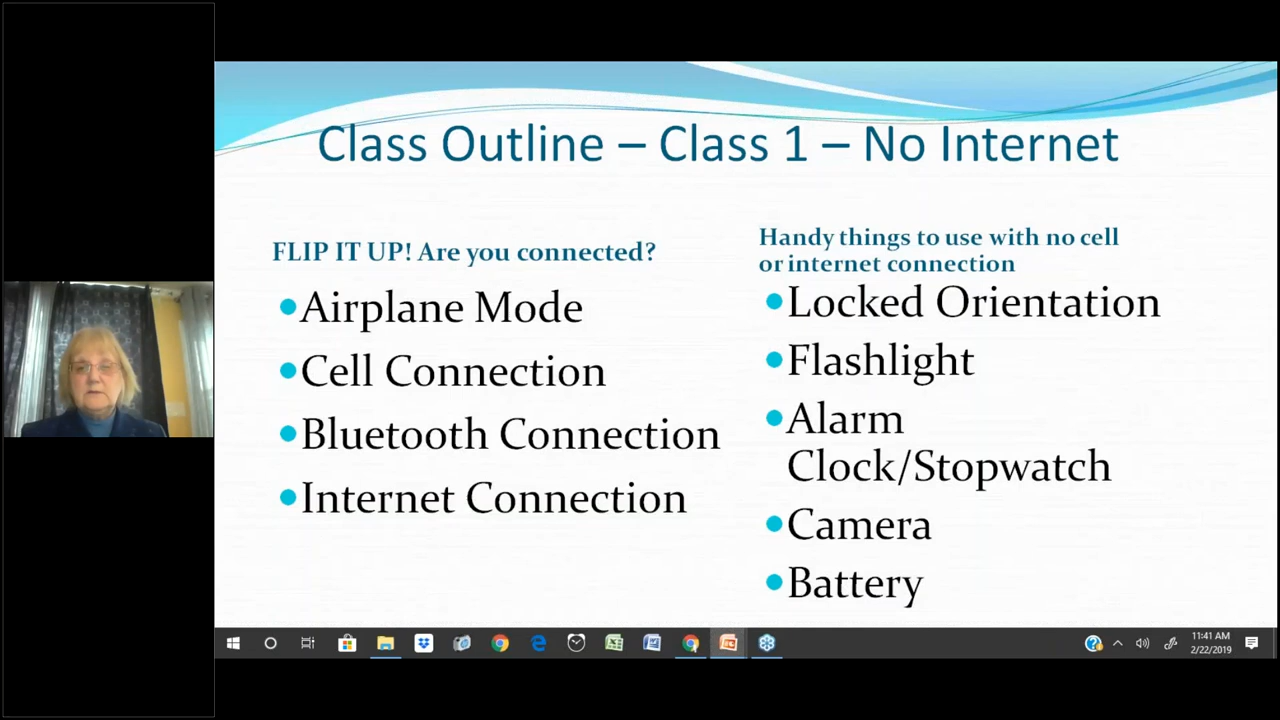 Class Outline – Class 1 – No Internet
FLIP IT UP! Are you connected?
•Airplane Mode
•Cell Connection
•Bluetooth Connection
•Internet Connection
Handy things to use with no cell
or internet connection
•Locked Orientation
•Flashlight
•Alarm
Clock/Stopwatch
•Camera
•Battery
11:41 AM
2/22/2019